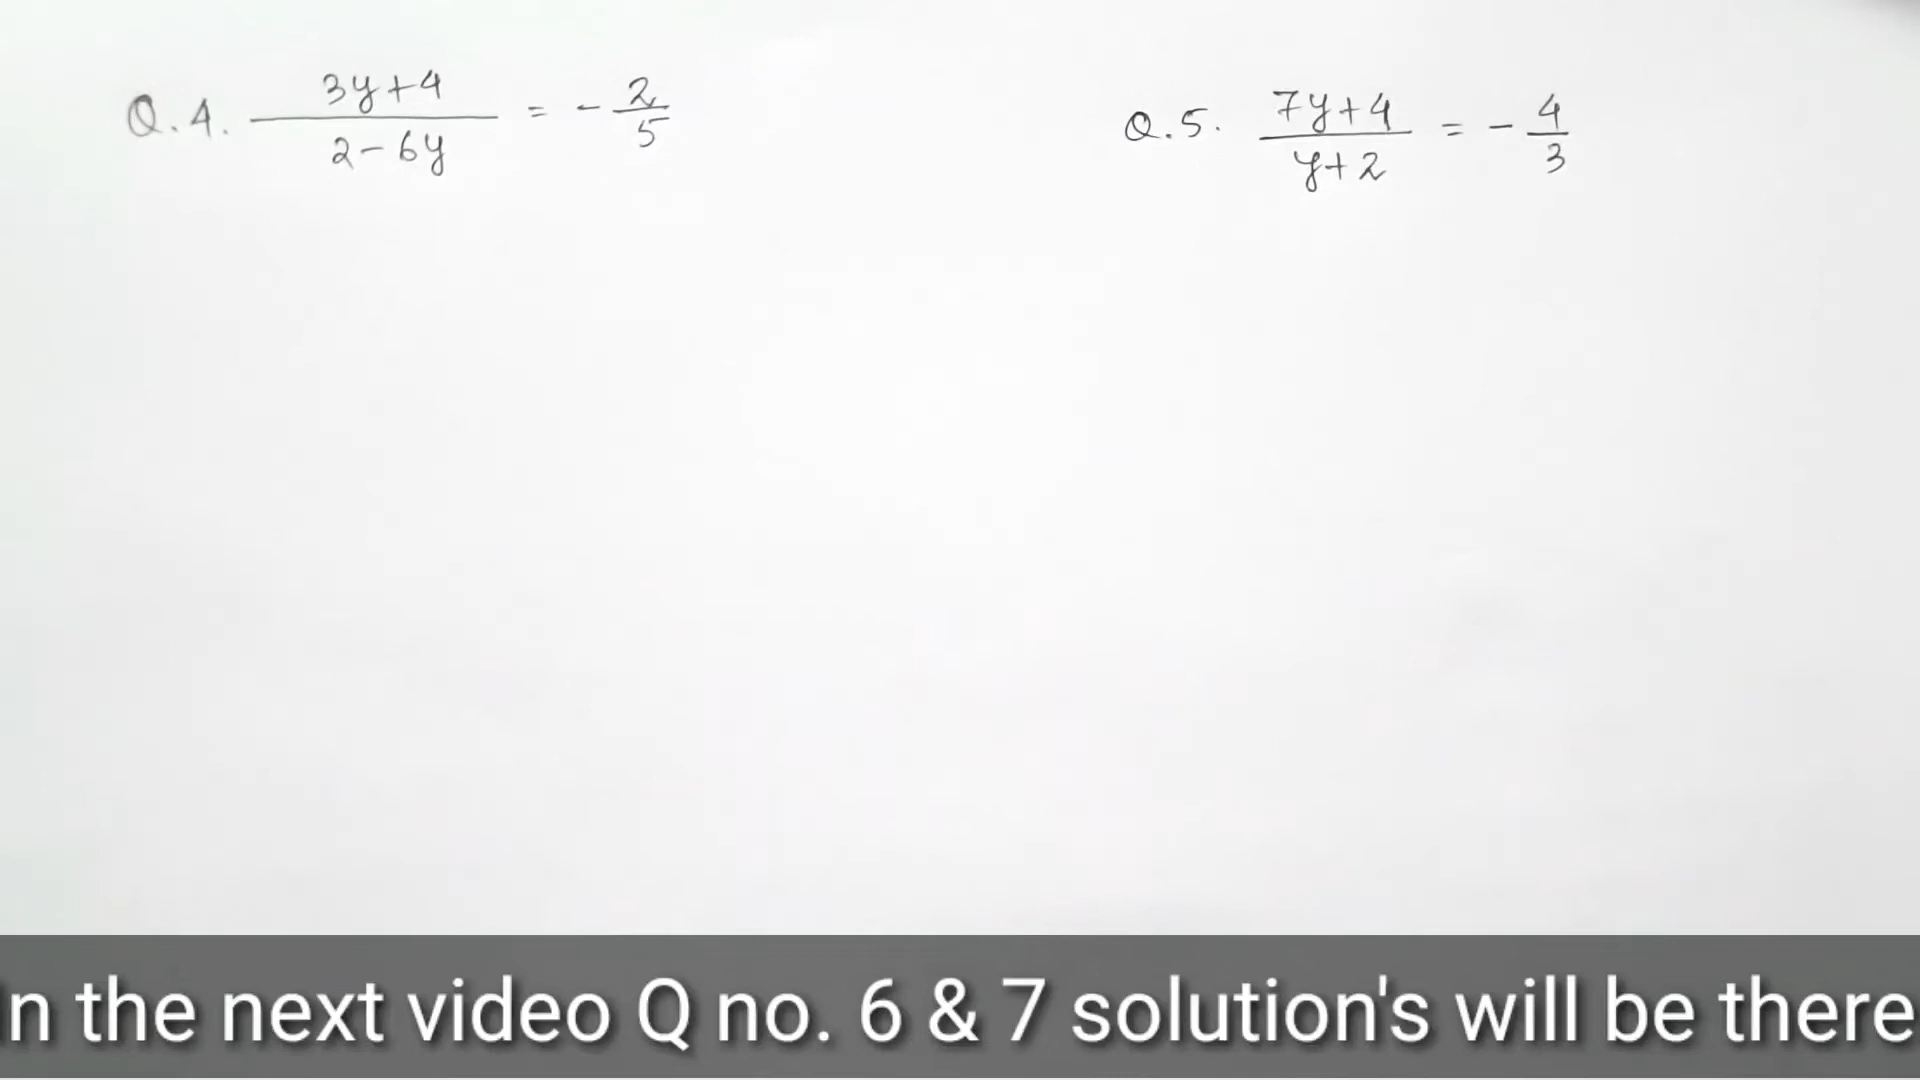 Q.4. (3y+4)/(2-6y) = -2/5
Q.5. (7y+4)/(y+2) = -4/3
In the next video Q no. 6 & 7 solution's will be there